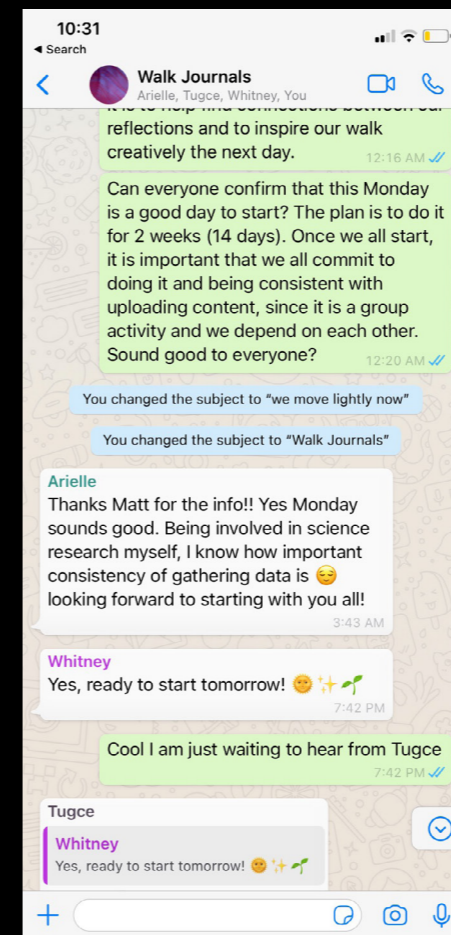 10:31
Search
Walk Journals
Arielle, Tugce, Whitney, You
reflections and to inspire our walk
creatively the next day.
12:16 AM
Can everyone confirm that this Monday
is a good day to start? The plan is to do it
for 2 weeks (14 days). Once we all start,
it is important that we all commit to
doing it and being consistent with
uploading content, since it is a group
activity and we depend on each other.
Sound good to everyone?
12:20 AM
You changed the subject to “we move lightly now”
You changed the subject to “Walk Journals”
Arielle
Thanks Matt for the info!! Yes Monday
sounds good. Being involved in science
research myself, I know how important
consistency of gathering data is 😌
looking forward to starting with you all!
3:43 AM
Whitney
Yes, ready to start tomorrow! 🌞✨🌱
7:42 PM
Cool I am just waiting to hear from Tugce
7:42 PM
Tugce
Whitney
Yes, ready to start tomorrow! 🌞✨🌱